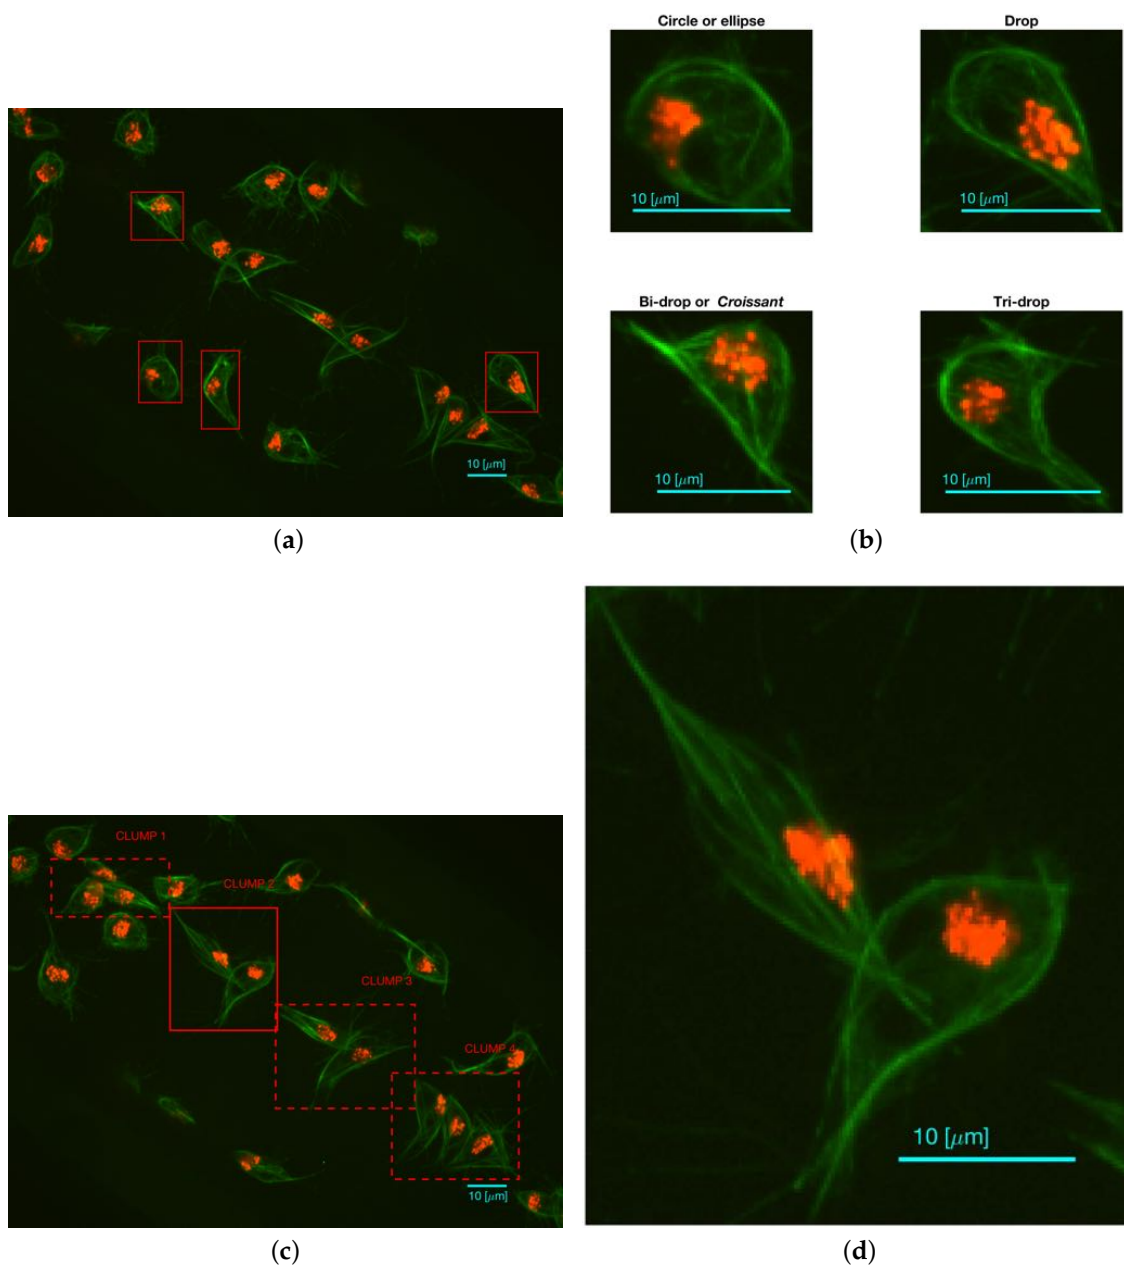 Circle or ellipse
Drop
10 [μm]
10 [μm]
Bi-drop or Croissant
Tri-drop
10 [μm]
10 [μm]
10 [μm]
(a)
(b)
CLUMP 1
CLUMP 2
CLUMP 3
CLUMP 4
10 [μm]
10 [μm]
(c)
(d)